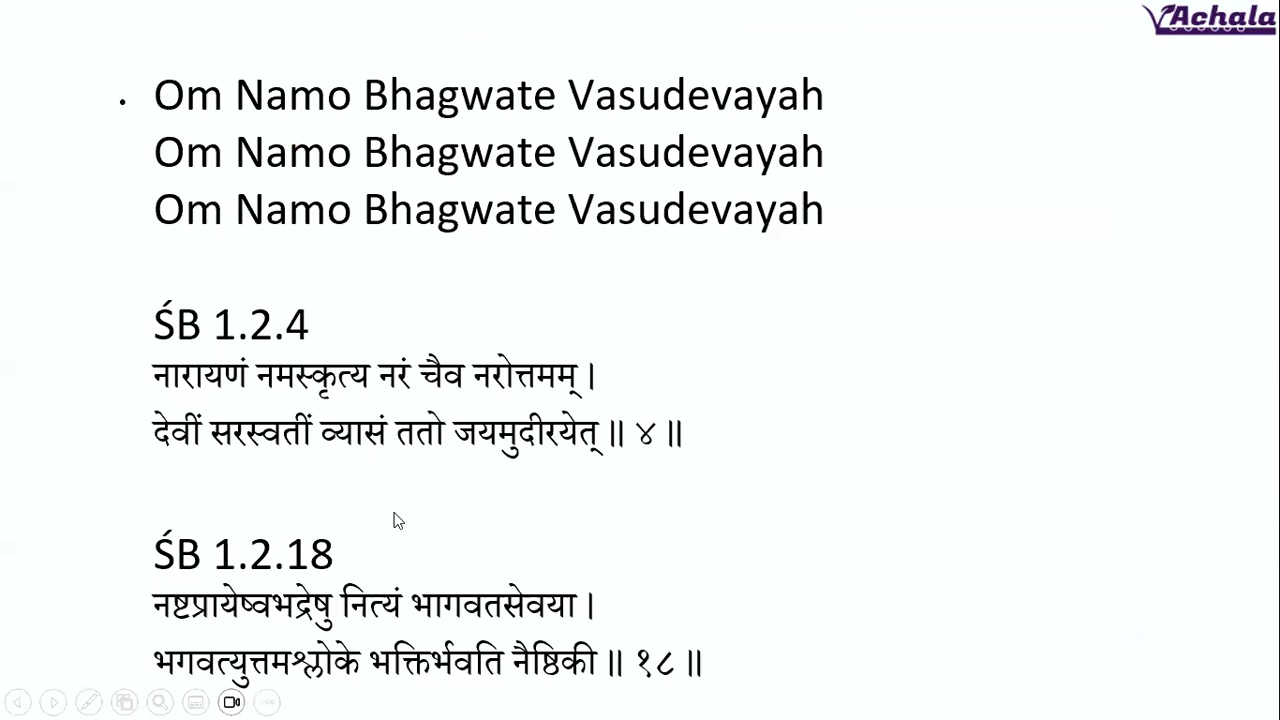 Achala
• Om Namo Bhagwate Vasudevayah
Om Namo Bhagwate Vasudevayah
Om Namo Bhagwate Vasudevayah
ŚB 1.2.4
नारायणं नमस्कृत्य नरं चैव नरोत्तमम् ।
देवीं सरस्वतीं व्यासं ततो जयमुदीरयेत् ॥ ४ ॥
ŚB 1.2.18
नष्टप्रायेष्वभद्रेषु नित्यं भागवतसेवया ।
भगवत्युत्तमश्लोके भक्तिर्भवति नैष्ठिकी ॥ १८ ॥